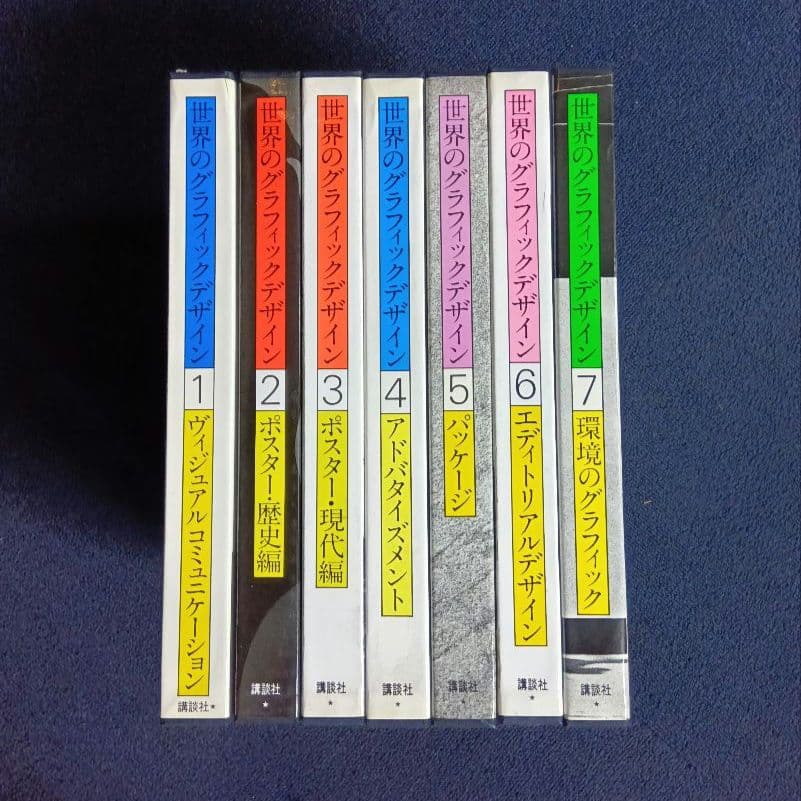 世界のグラフィックデザイン
1
ヴィジュアルコミュニケーション
講談社
世界のグラフィックデザイン
2
ポスター・歴史編
講談社
世界のグラフィックデザイン
3
ポスター・現代編
講談社
世界のグラフィックデザイン
4
アドバタイズメント
講談社
世界のグラフィックデザイン
5
パッケージ
講談社
世界のグラフィックデザイン
6
エディトリアルデザイン
講談社
世界のグラフィックデザイン
7
環境のグラフィック
講談社